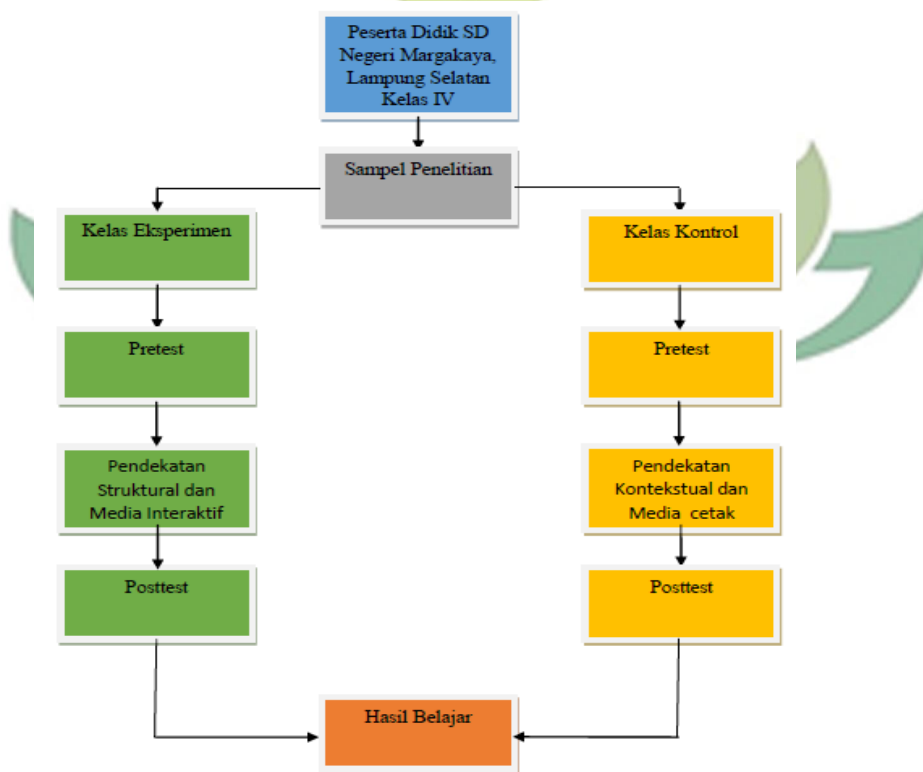 Peserta Didik SD
Negeri Margakaya,
Lampung Selatan
Kelas IV
Sampel Penelitian
Kelas Eksperimen
Kelas Kontrol
Pretest
Pretest
Pendekatan
Struktural dan
Media Interaktif
Pendekatan
Kontekstual dan
Media cetak
Posttest
Posttest
Hasil Belajar